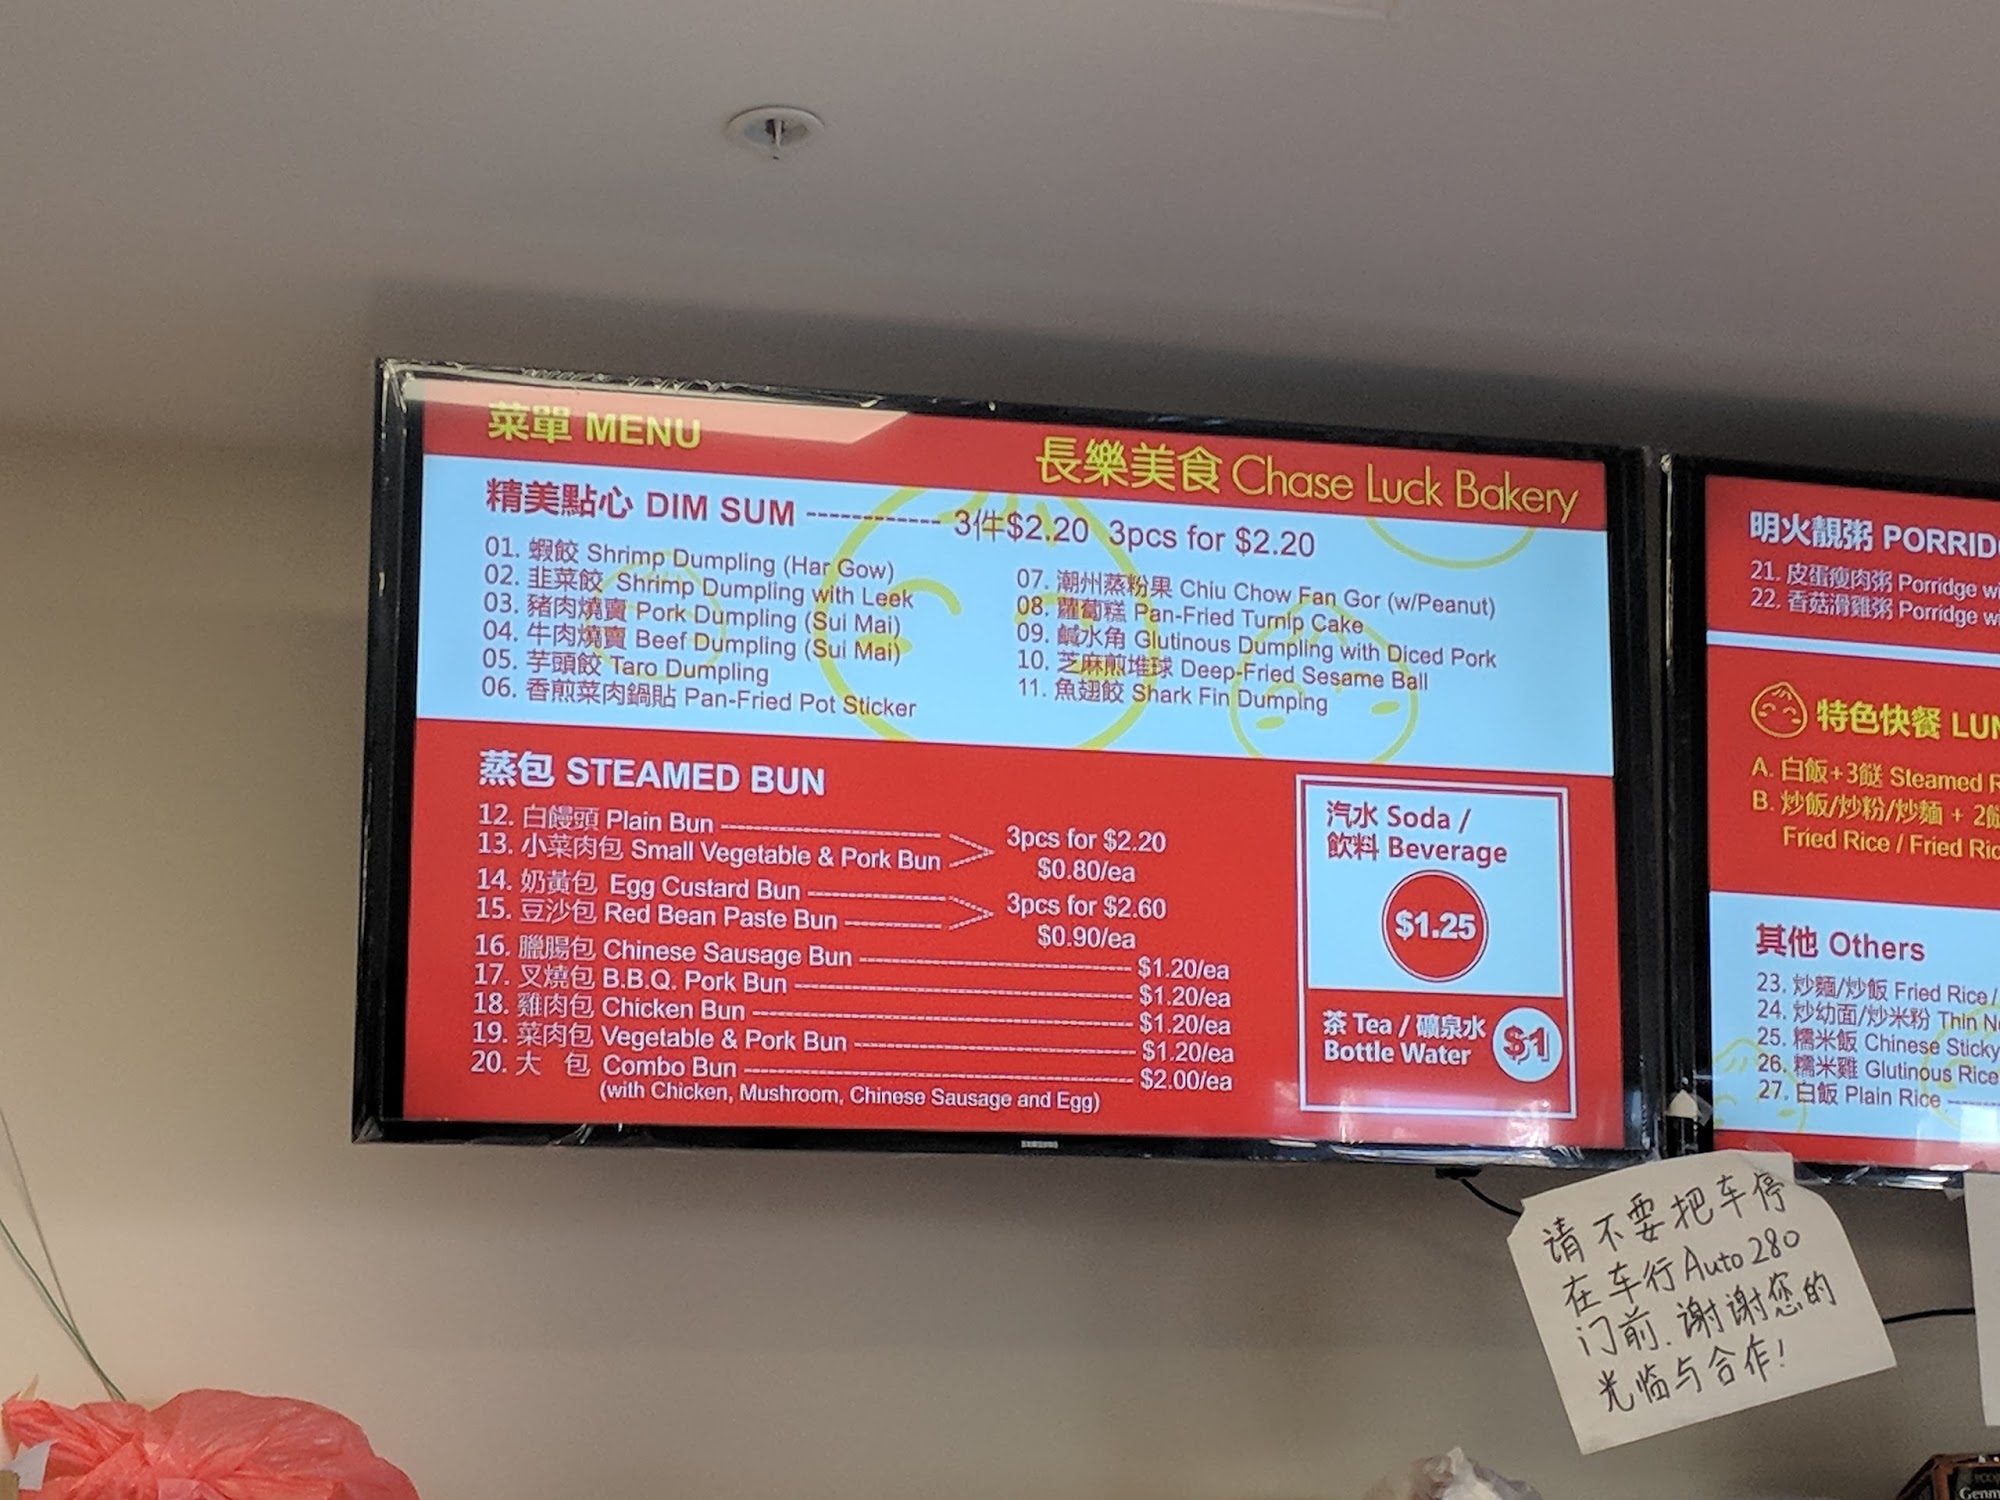 菜單 MENU
長樂美食 Chase Luck Bakery
精美點心 DIM SUM ------------ 3件$2.20 3pcs for $2.20
01. 蝦餃 Shrimp Dumpling (Har Gow)
02. 韭菜餃 Shrimp Dumpling with Leek
03. 豬肉燒賣 Pork Dumpling (Sui Mai)
04. 牛肉燒賣 Beef Dumpling (Sui Mai)
05. 芋頭餃 Taro Dumpling
06. 香煎菜肉鍋貼 Pan-Fried Pot Sticker
07. 潮州蒸粉果 Chiu Chow Fan Gor (w/Peanut)
08. 蘿蔔糕 Pan-Fried Turnip Cake
09. 鹹水角 Glutinous Dumping with Diced Pork
10. 芝麻煎堆球 Deep-Fried Sesame Ball
11. 魚翅餃 Shark Fin Dumping
蒸包 STEAMED BUN
12. 白饅頭 Plain Bun
13. 小菜肉包 Small Vegetable & Pork Bun
3pcs for $2.20
$0.80/ea
14. 奶黃包 Egg Custard Bun
15. 豆沙包 Red Bean Paste Bun
3pcs for $2.60
$0.90/ea
16. 臘腸包 Chinese Sausage Bun $1.20/ea
17. 叉燒包 B.B.Q. Pork Bun $1.20/ea
18. 雞肉包 Chicken Bun $1.20/ea
19. 菜肉包 Vegetable & Pork Bun $1.20/ea
20. 大 包 Combo Bun $2.00/ea
(with Chicken, Mushroom, Chinese Sausage and Egg)
汽水 Soda /
飲料 Beverage
$1.25
茶 Tea / 礦泉水
Bottle Water
$1
明火靚粥
21. 皮蛋瘦肉粥 Porridge
22. 香菇滑雞粥 Porridge
特色快餐
A. 白飯+3餸 Steamed
B. 炒飯/炒粉/炒麵 + 2餸
Fried Rice / Fried
其他 Others
23. 炒麵/炒飯 Fried Rice /
24. 炒幼面/炒米粉 Thin
25. 糯米飯 Chinese Sticky
26. 糯米雞 Glutinous Rice
27. 白飯 Plain Rice
请不要把车停
在车行Auto 280
门前.谢谢您的
光临与合作!